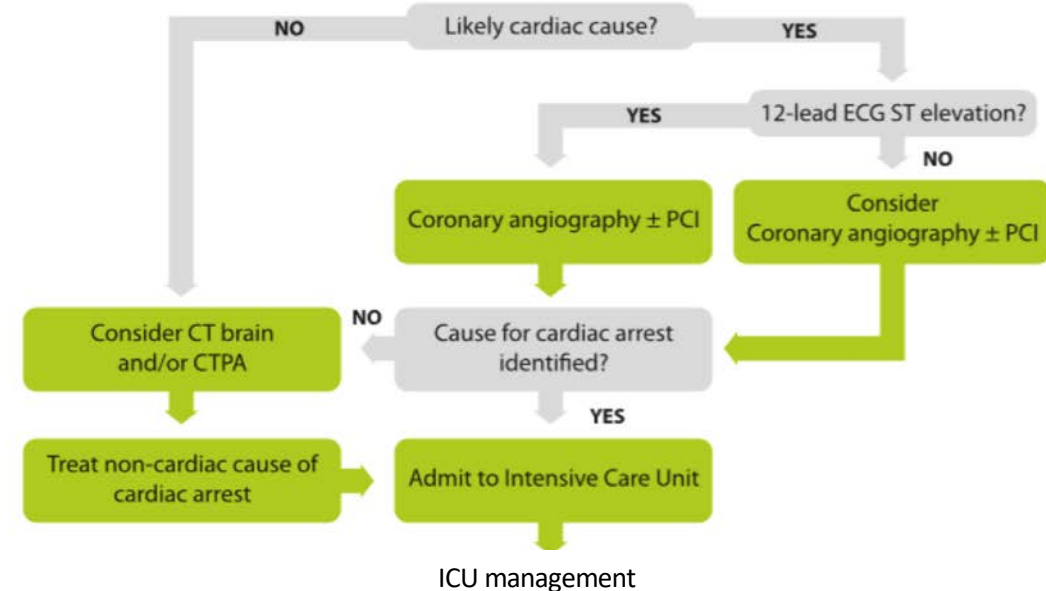 Likely cardiac cause?
NO
YES
12-lead ECG ST elevation?
YES
NO
Coronary angiography ± PCI
Consider
Coronary angiography ± PCI
Consider CT brain
and/or CTPA
NO
Cause for cardiac arrest
identified?
YES
Treat non-cardiac cause of
cardiac arrest
Admit to Intensive Care Unit
ICU management